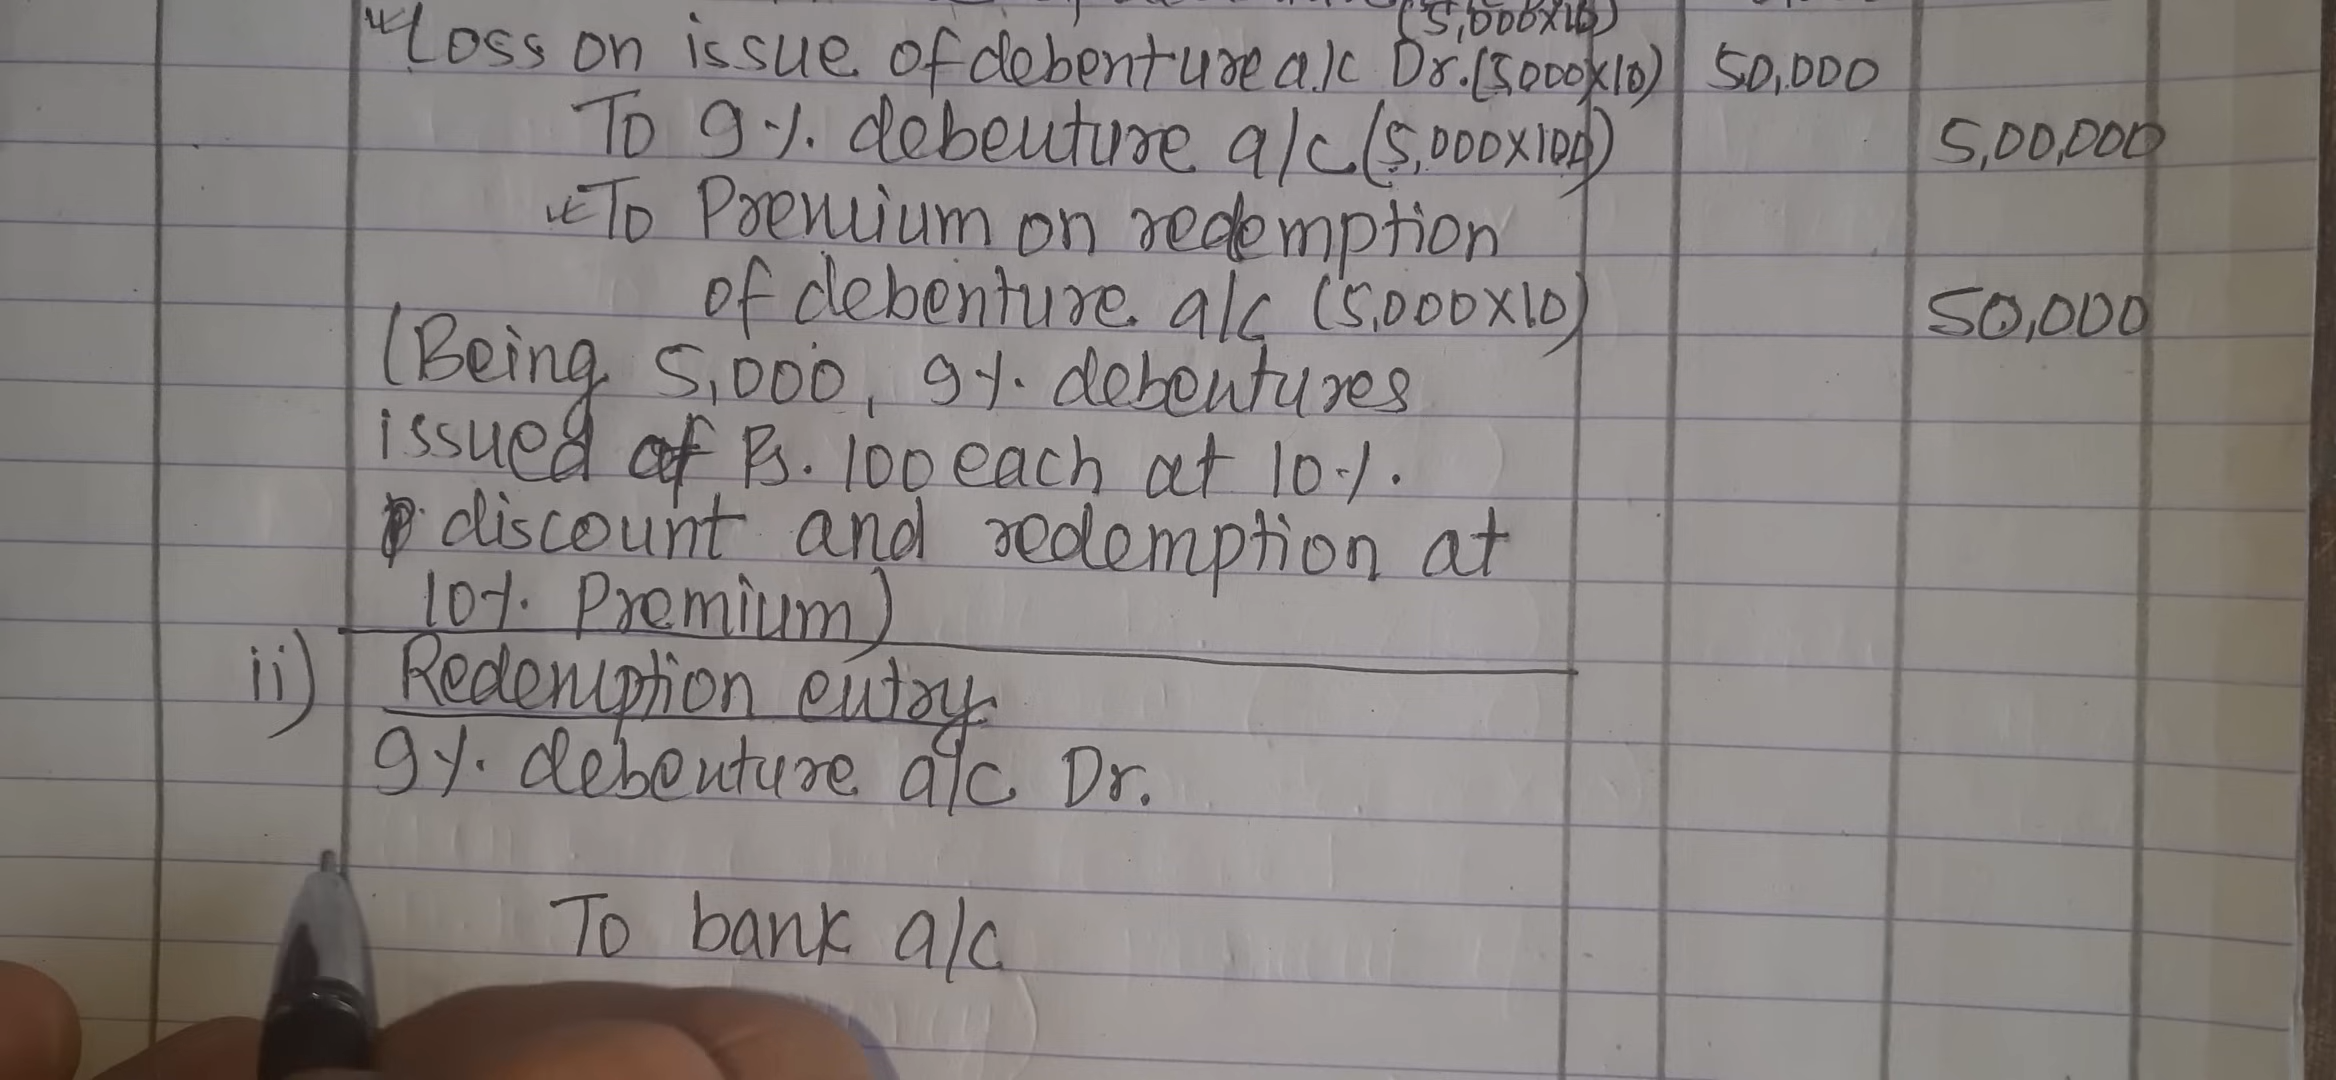 (5,000x10)
Loss on issue of debenture a/c Dr.(5000x10) 50,000
To 9%. debenture a/c (5,000x100) 5,00,000
To Premium on redemption
of debenture a/c (5,000x10) 50,000
(Being 5,000, 9%. debentures
issued of Rs. 100 each at 10%.
discount and redemption at
10%. Premium)
ii) Redemption entry
9%. debenture a/c Dr.
To bank a/c